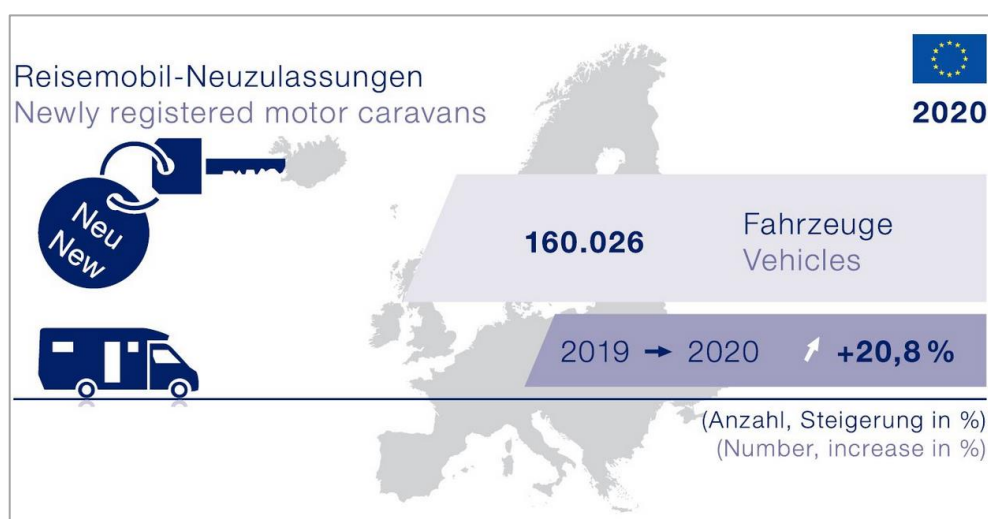 Reisemobil-Neuzulassungen
Newly registered motor caravans
2020
Neu
New
160.026
Fahrzeuge
Vehicles
2019 → 2020 +20,8 %
(Anzahl, Steigerung in %)
(Number, increase in %)